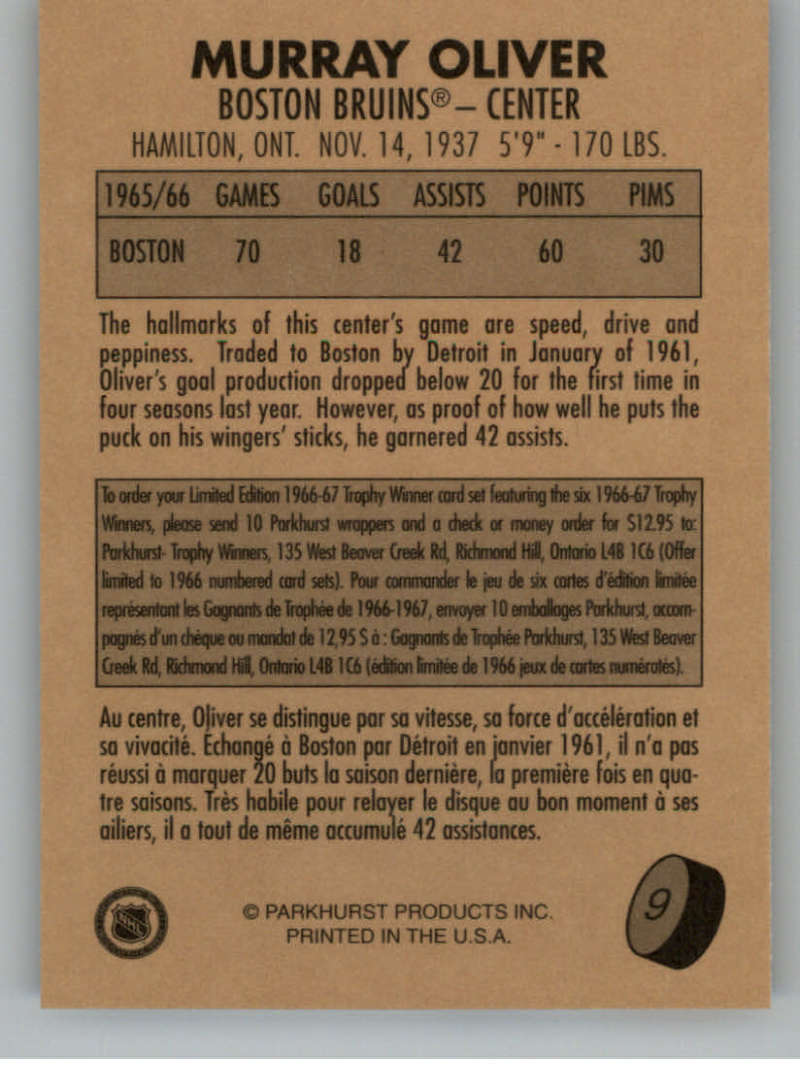 MURRAY OLIVER
BOSTON BRUINS® – CENTER
HAMILTON, ONT. NOV. 14, 1937 5'9" - 170 LBS.
1965/66 GAMES GOALS ASSISTS POINTS PIMS
BOSTON 70 18 42 60 30
The hallmarks of this center's game are speed, drive and
peppiness. Traded to Boston by Detroit in January of 1961,
Oliver's goal production dropped below 20 for the first time in
four seasons last year. However, as proof of how well he puts the
puck on his wingers' sticks, he garnered 42 assists.
To order your Limited Edition 1966-67 Trophy Winner card set featuring the six 1966-67 Trophy
Winners, please send 10 Parkhurst wrappers and a check or money order for $12.95 to:
Parkhurst- Trophy Winners, 135 West Beaver Creek Rd, Richmond Hill, Ontario L4B 1C6 (Offer
limited to 1966 numbered card sets). Pour commander le jeu de six cartes d'édition limitée
représentant les Gagnants de Trophée de 1966-1967, envoyer 10 emballages Parkhurst, accom-
pagnés d'un chèque ou mandat de 12,95 $ à : Gagnants de Trophée Parkhurst, 135 West Beaver
Creek Rd, Richmond Hill, Ontario L4B 1C6 (édition limitée de 1966 jeux de cartes numérotés).
Au centre, Oliver se distingue par sa vitesse, sa force d'accélération et
sa vivacité. Échangé à Boston par Détroit en janvier 1961, il n'a pas
réussi à marquer 20 buts la saison dernière, la première fois en qua-
tre saisons. Très habile pour relayer le disque au bon moment à ses
ailiers, il a tout de même accumulé 42 assistances.
© PARKHURST PRODUCTS INC.
PRINTED IN THE U.S.A.
NHL
9